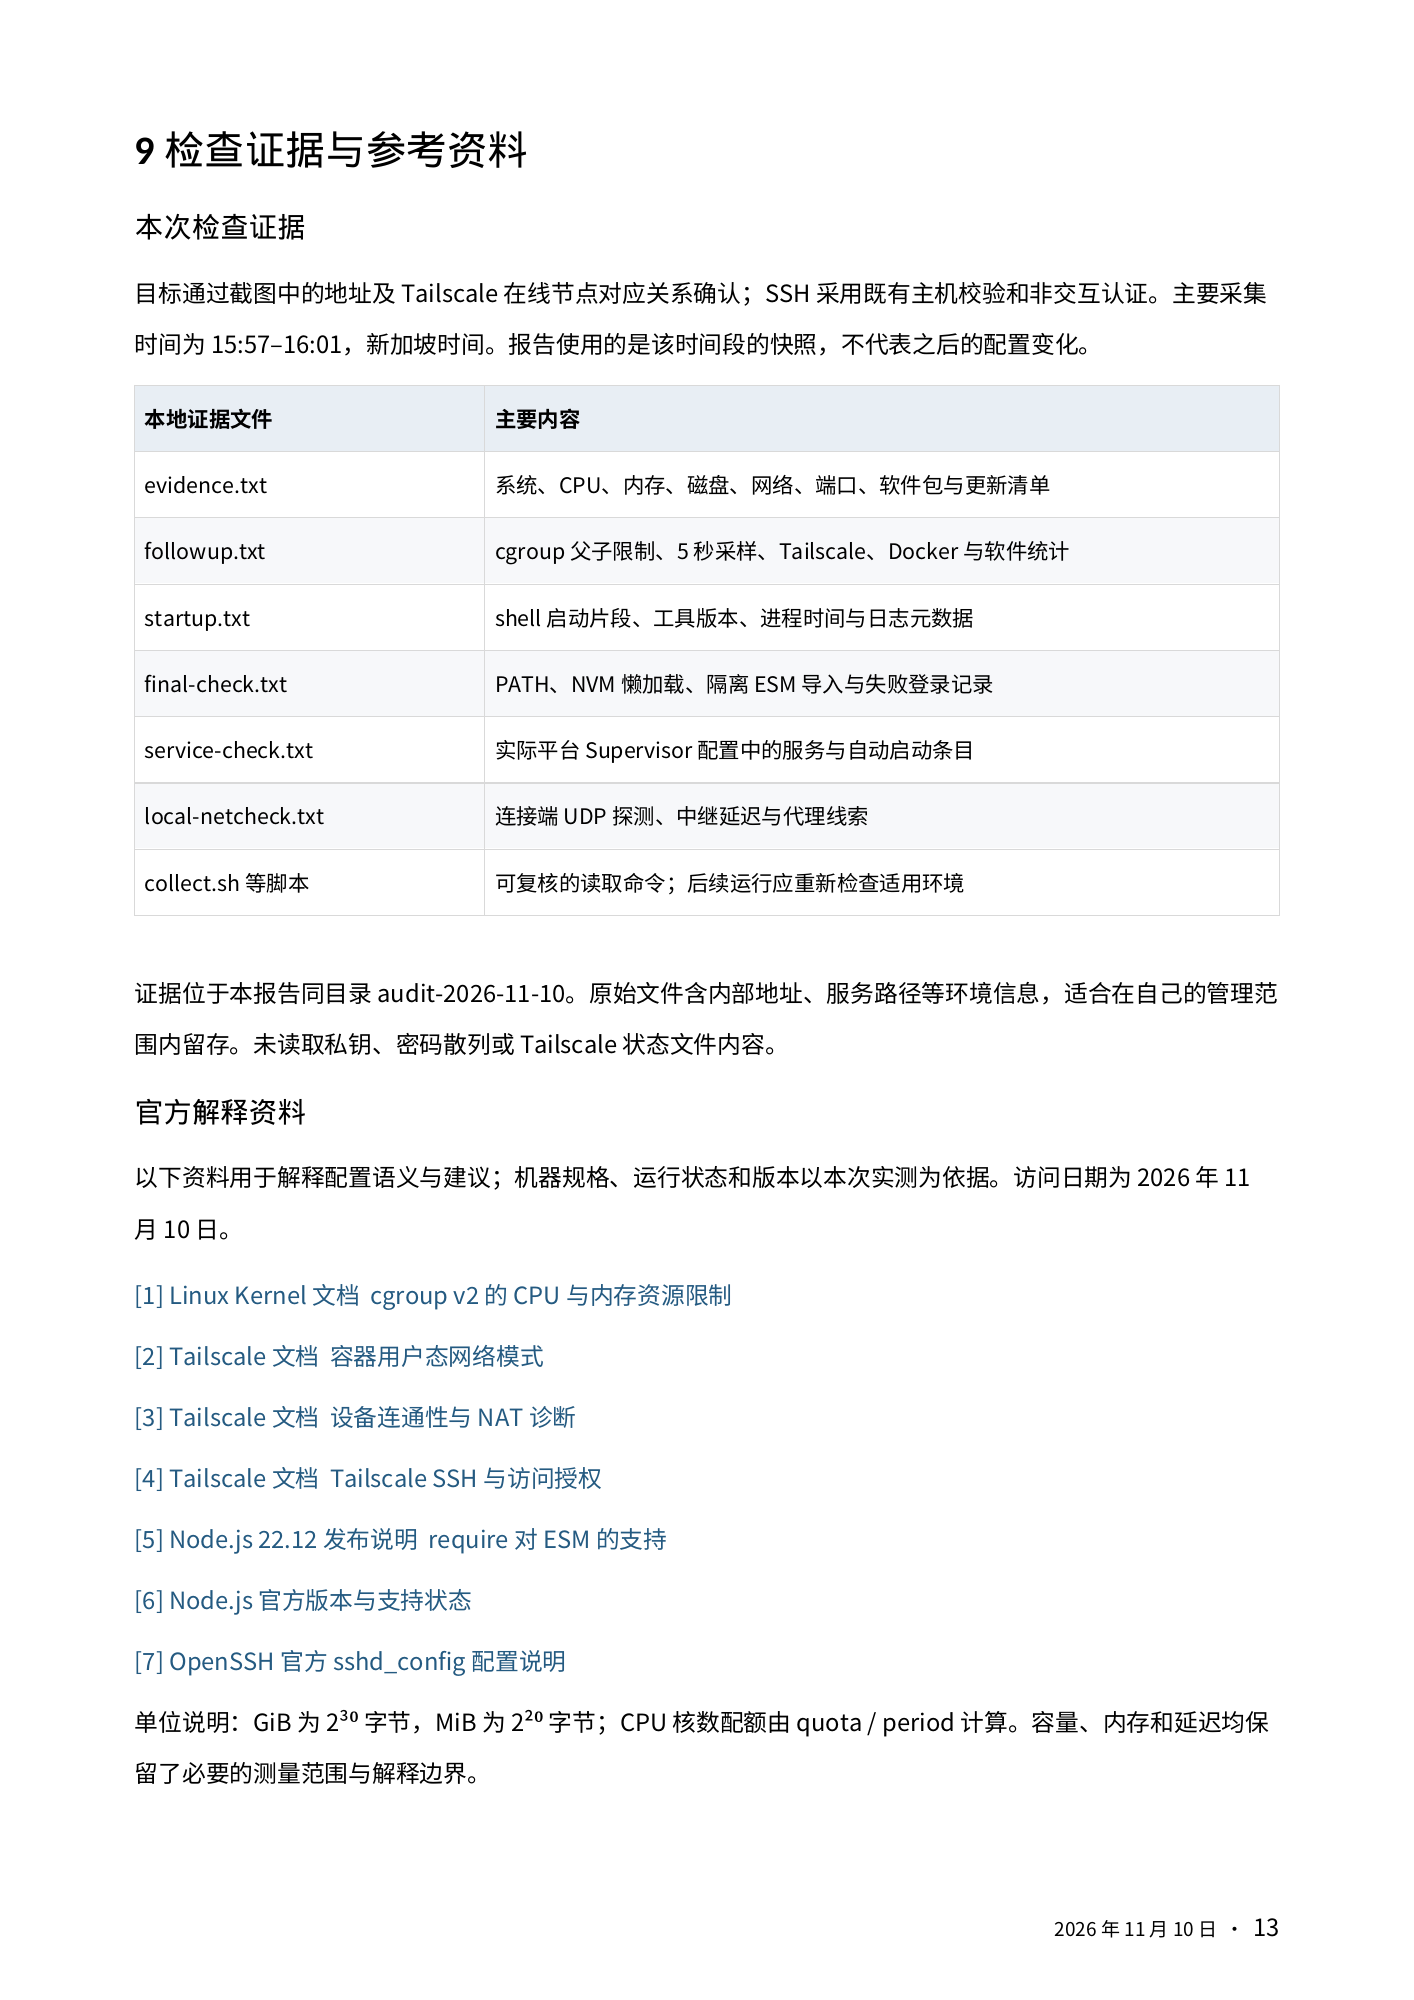 9 检查证据与参考资料
本次检查证据
目标通过截图中的地址及 Tailscale 在线节点对应关系确认；SSH 采用既有主机校验和非交互认证。主要采集
时间为 15:57–16:01，新加坡时间。报告使用的是该时间段的快照，不代表之后的配置变化。
本地证据文件 主要内容
evidence.txt 系统、CPU、内存、磁盘、网络、端口、软件包与更新清单
followup.txt cgroup 父子限制、5 秒采样、Tailscale、Docker 与软件统计
startup.txt shell 启动片段、工具版本、进程时间与日志元数据
final-check.txt PATH、NVM 懒加载、隔离 ESM 导入与失败登录记录
service-check.txt 实际平台 Supervisor 配置中的服务与自动启动条目
local-netcheck.txt 连接端 UDP 探测、中继延迟与代理线索
collect.sh 等脚本 可复核的读取命令；后续运行应重新检查适用环境
证据位于本报告同目录 audit-2026-11-10。原始文件含内部地址、服务路径等环境信息，适合在自己的管理范
围内留存。未读取私钥、密码散列或 Tailscale 状态文件内容。
官方解释资料
以下资料用于解释配置语义与建议；机器规格、运行状态和版本以本次实测为依据。访问日期为 2026 年 11
月 10 日。
[1] Linux Kernel 文档 cgroup v2 的 CPU 与内存资源限制
[2] Tailscale 文档 容器用户态网络模式
[3] Tailscale 文档 设备连通性与 NAT 诊断
[4] Tailscale 文档 Tailscale SSH 与访问授权
[5] Node.js 22.12 发布说明 require 对 ESM 的支持
[6] Node.js 官方版本与支持状态
[7] OpenSSH 官方 sshd_config 配置说明
单位说明：GiB 为 2³⁰ 字节，MiB 为 2²⁰ 字节；CPU 核数配额由 quota / period 计算。容量、内存和延迟均保
留了必要的测量范围与解释边界。
2026 年 11 月 10 日 · 13